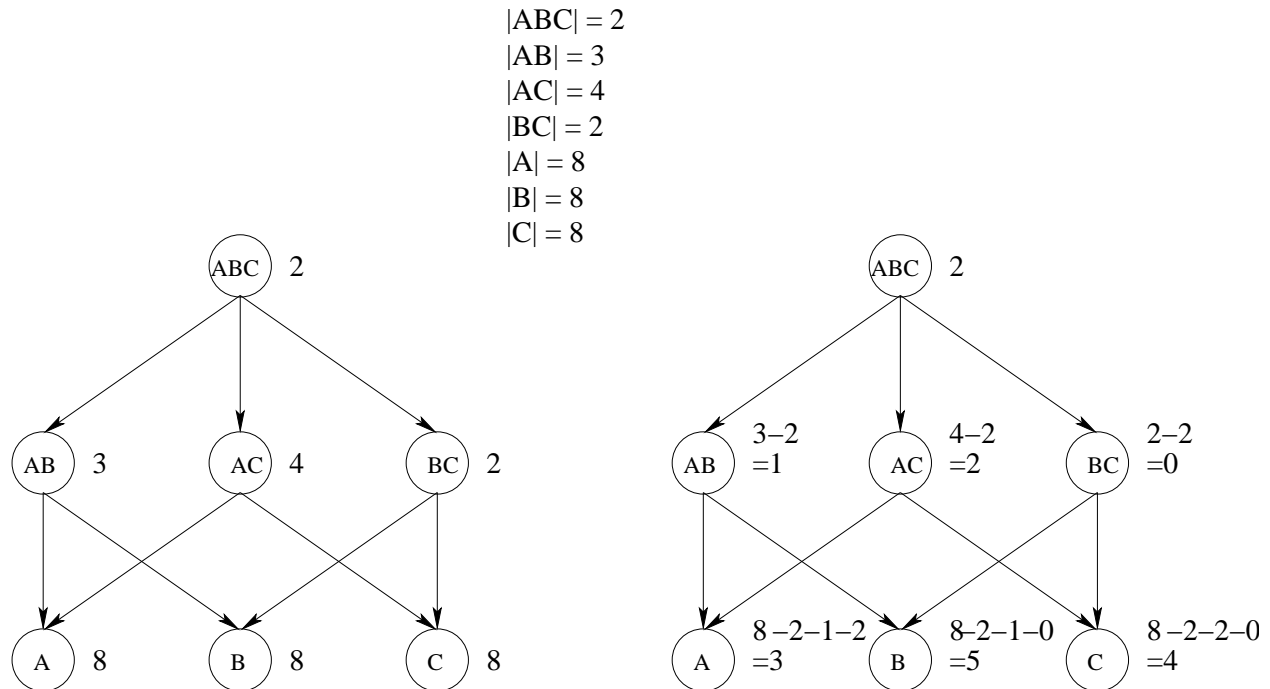 |ABC| = 2
|AB| = 3
|AC| = 4
|BC| = 2
|A| = 8
|B| = 8
|C| = 8
ABC 2
AB 3
AC 4
BC 2
A 8
B 8
C 8
ABC 2
AB 3–2
=1
AC 4–2
=2
BC 2–2
=0
A 8–2–1–2
=3
B 8–2–1–0
=5
C 8–2–2–0
=4